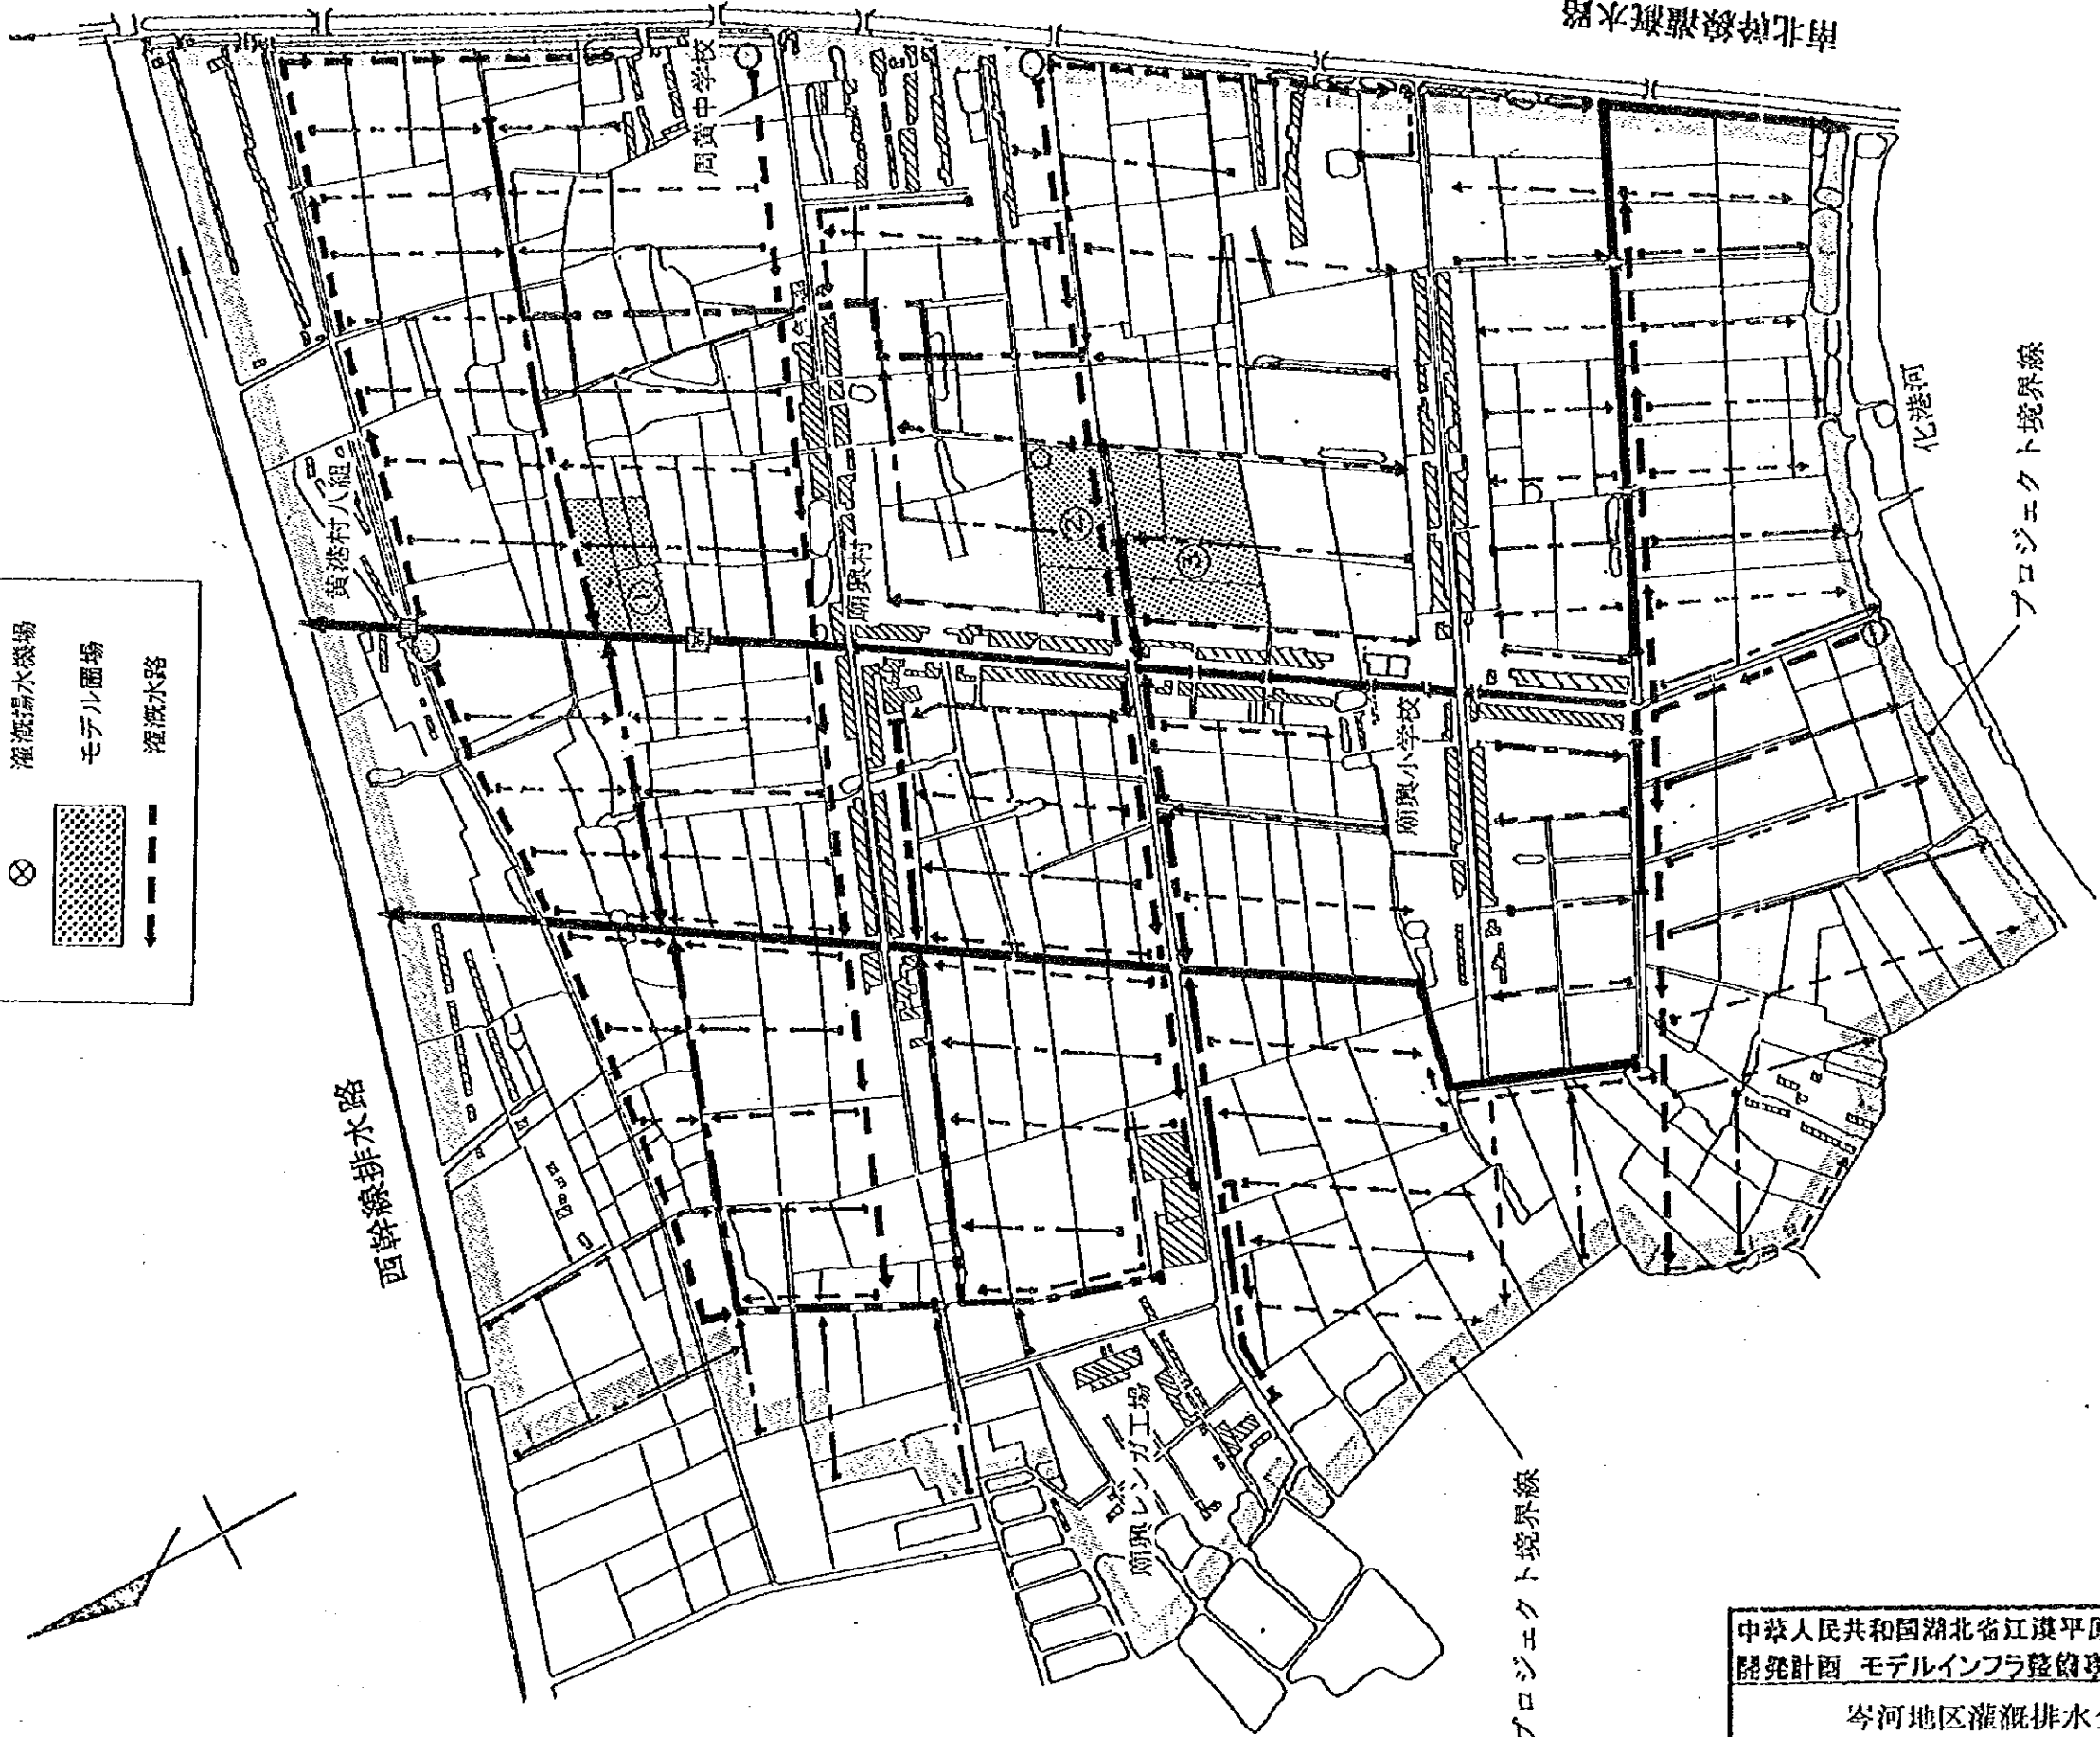 南北幹線灌漑水路
灌漑揚水機場
モデル圃場
灌漑水路
周黄中学校
黄港村八組
廟興村
①
②
③
廟興小学校
化港河
プロジェクト境界線
西幹線排水路
廟興レンガ工場
プロジェクト境界線
中華人民共和国湖北省江漢平原
開発計画 モデルインフラ整備
岑河地区灌漑排水